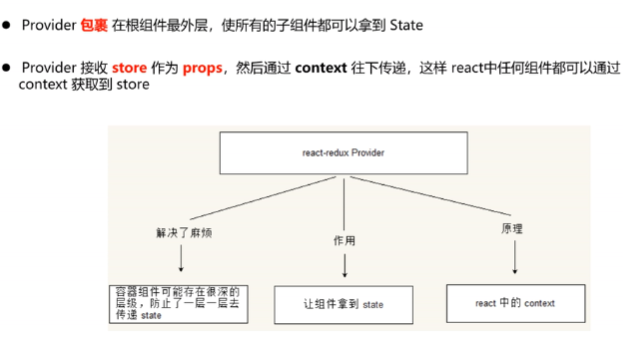 ● Provider 包裹 在根组件最外层，使所有的子组件都可以拿到 State
● Provider 接收 store 作为 props，然后通过 context 往下传递，这样 react中任何组件都可以通过
context 获取到 store
react-redux Provider
解决了麻烦
作用
原理
容器组件可能存在很深的
层级，防止了一层一层去
传递 state
让组件拿到 state
react 中的 context